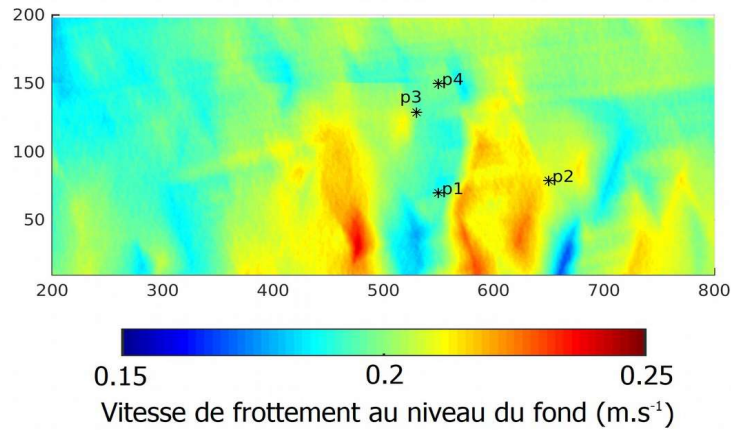 200
150
p4
p3
100
p1
p2
50
200 300 400 500 600 700 800
0.15 0.2 0.25
Vitesse de frottement au niveau du fond (m.s⁻¹)